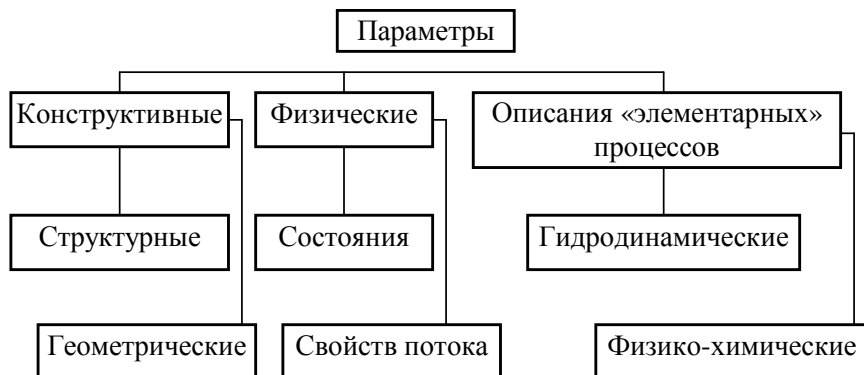 Параметры
Конструктивные
Физические
Описания «элементарных»
процессов
Структурные
Состояния
Гидродинамические
Геометрические
Свойств потока
Физико-химические